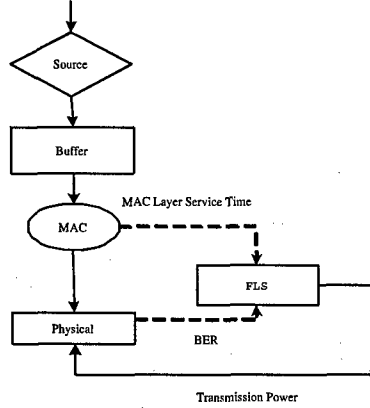 Source
Buffer
MAC Layer Service Time
MAC
FLS
Physical
BER
Transmission Power